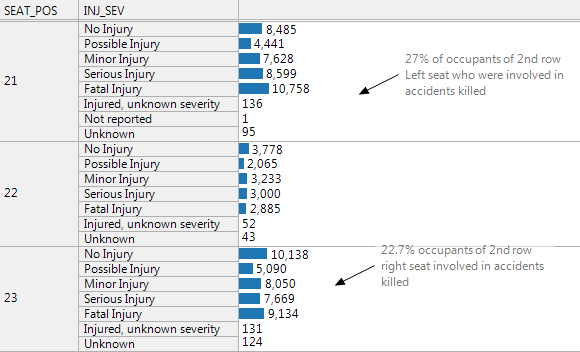 SEAT_POS INJ_SEV
21
No Injury 8,485
Possible Injury 4,441
Minor Injury 7,628
Serious Injury 8,599
Fatal Injury 10,758
Injured, unknown severity 136
Not reported 1
Unknown 95
27% of occupants of 2nd row
Left seat who were involved in
accidents killed
22
No Injury 3,778
Possible Injury 2,065
Minor Injury 3,233
Serious Injury 3,000
Fatal Injury 2,885
Injured, unknown severity 52
Unknown 43
23
No Injury 10,138
Possible Injury 5,090
Minor Injury 8,050
Serious Injury 7,669
Fatal Injury 9,134
Injured, unknown severity 131
Unknown 124
22.7% occupants of 2nd row
right seat involved in accidents
killed